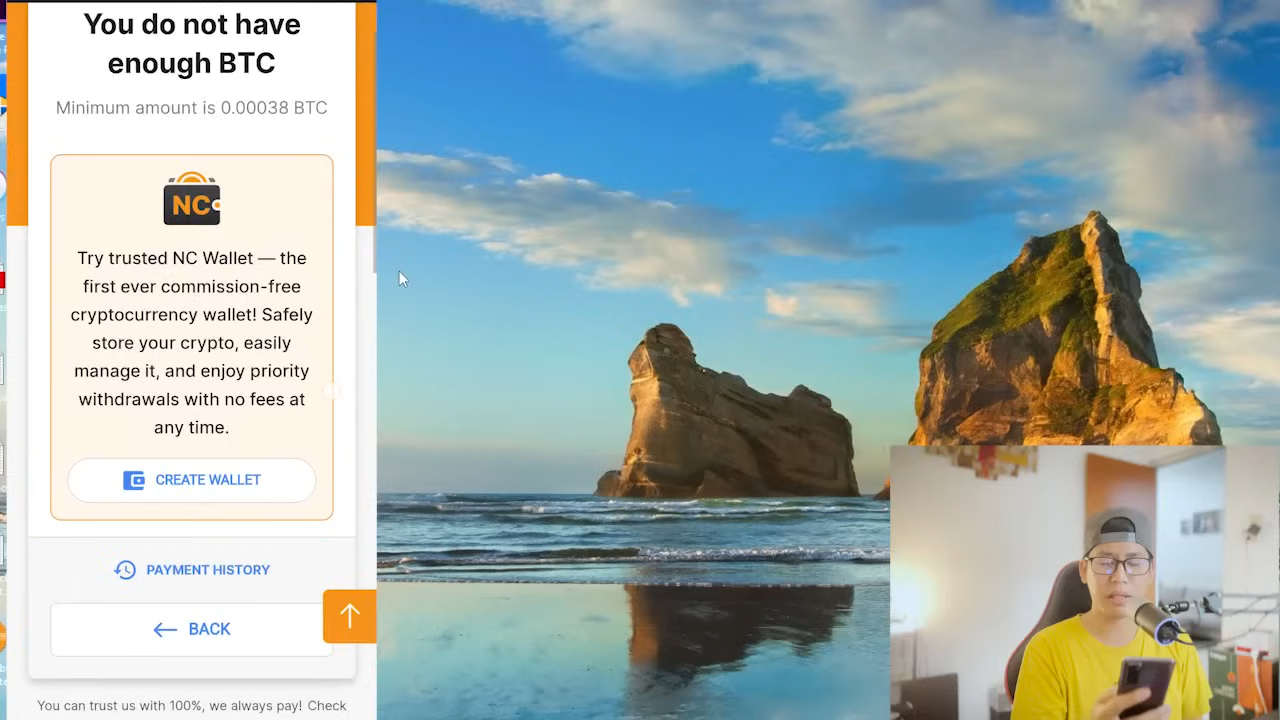 You do not have
enough BTC
Minimum amount is 0.00038 BTC
NC
Try trusted NC Wallet — the
first ever commission-free
cryptocurrency wallet! Safely
store your crypto, easily
manage it, and enjoy priority
withdrawals with no fees at
any time.
CREATE WALLET
PAYMENT HISTORY
BACK
You can trust us with 100%, we always pay! Check